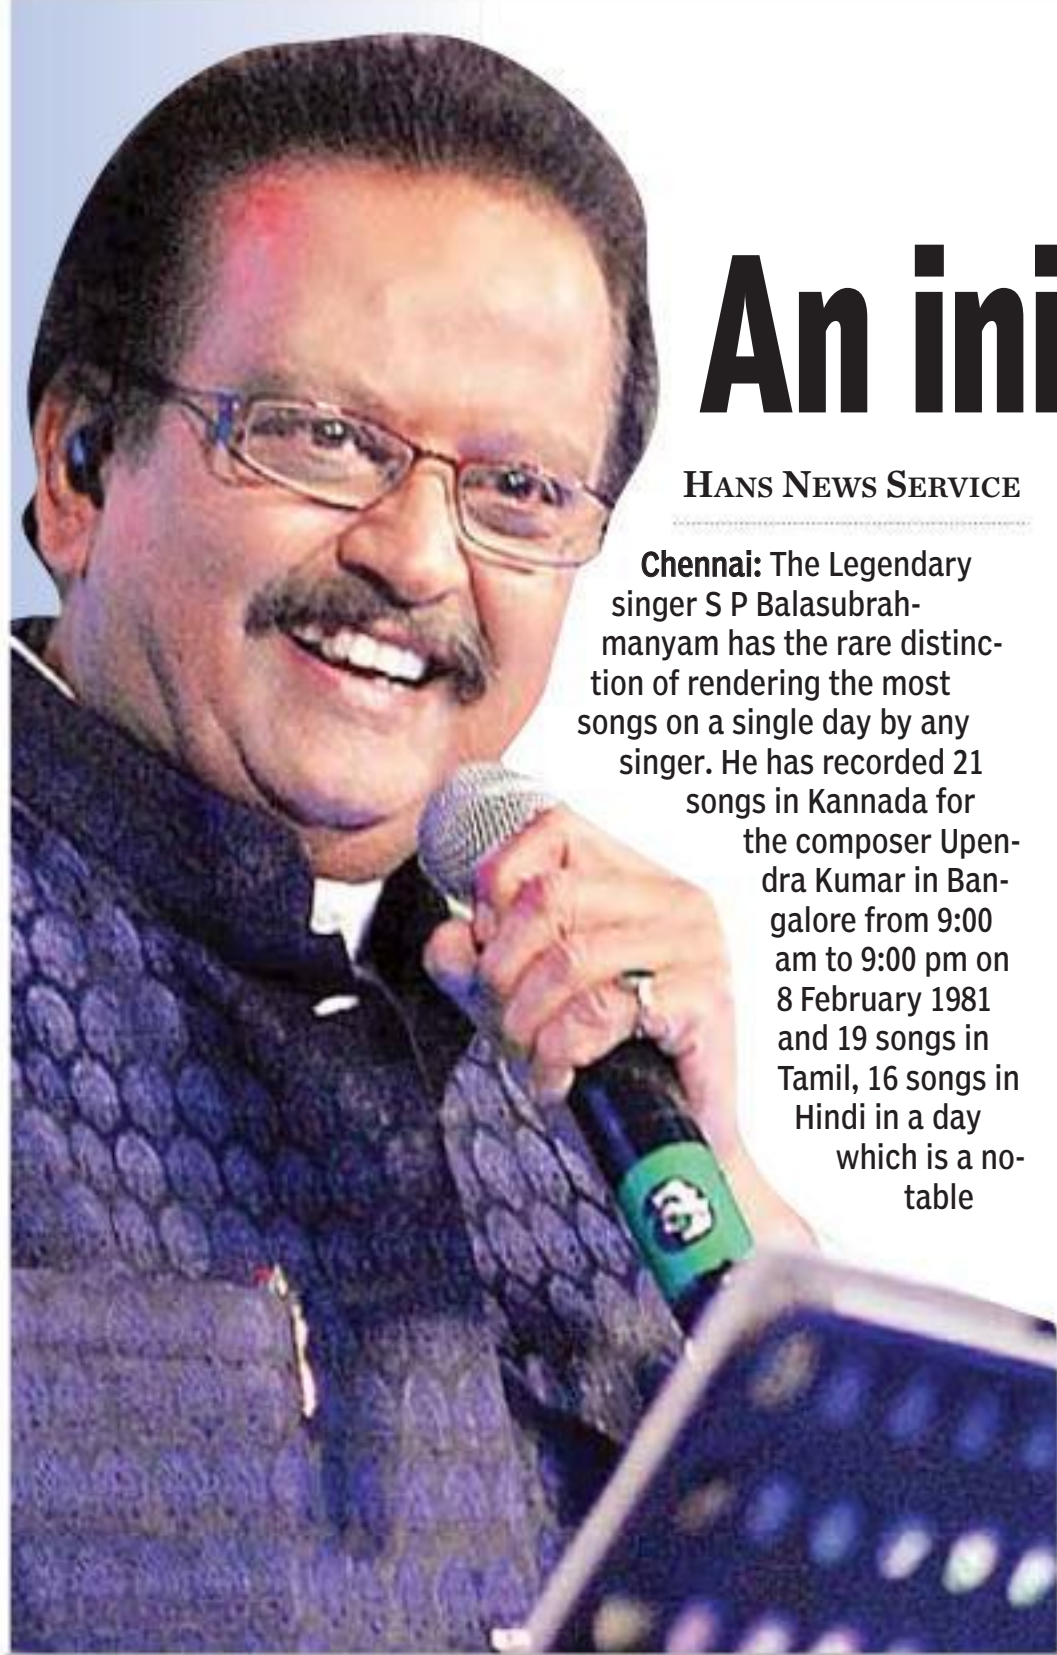 An ini
HANS NEWS SERVICE
Chennai: The Legendary
singer S P Balasubrah-
manyam has the rare distinc-
tion of rendering the most
songs on a single day by any
singer. He has recorded 21
songs in Kannada for
the composer Upen-
dra Kumar in Ban-
galore from 9:00
am to 9:00 pm on
8 February 1981
and 19 songs in
Tamil, 16 songs in
Hindi in a day
which is a no-
table